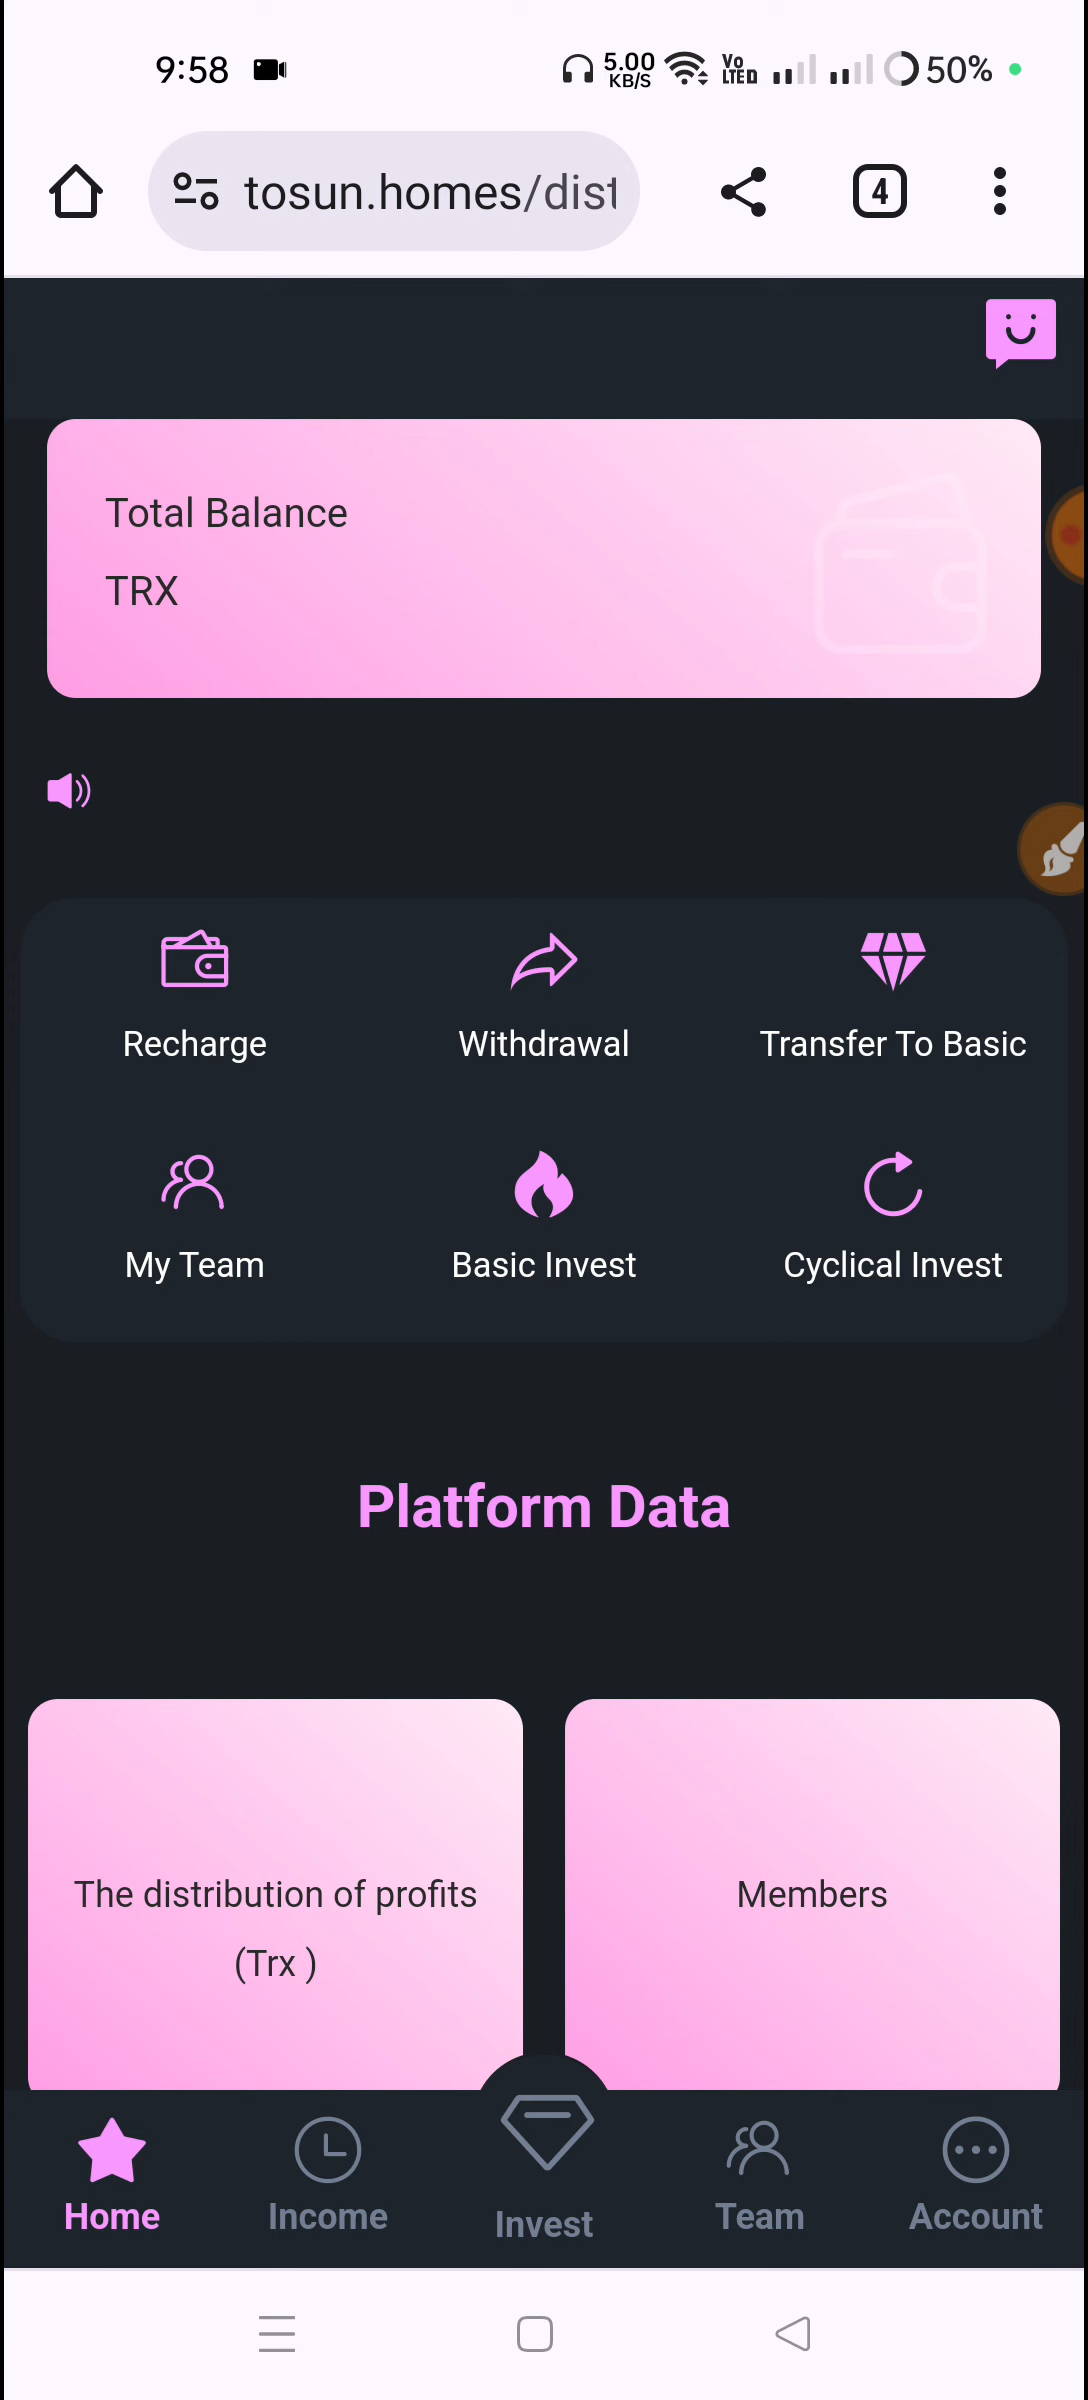 9:58 5.00 KB/S Vo LTE D 50%
tosun.homes/dist 4
Total Balance
TRX
Recharge Withdrawal Transfer To Basic
My Team Basic Invest Cyclical Invest
Platform Data
The distribution of profits
(Trx )
Members
Home Income Invest Team Account